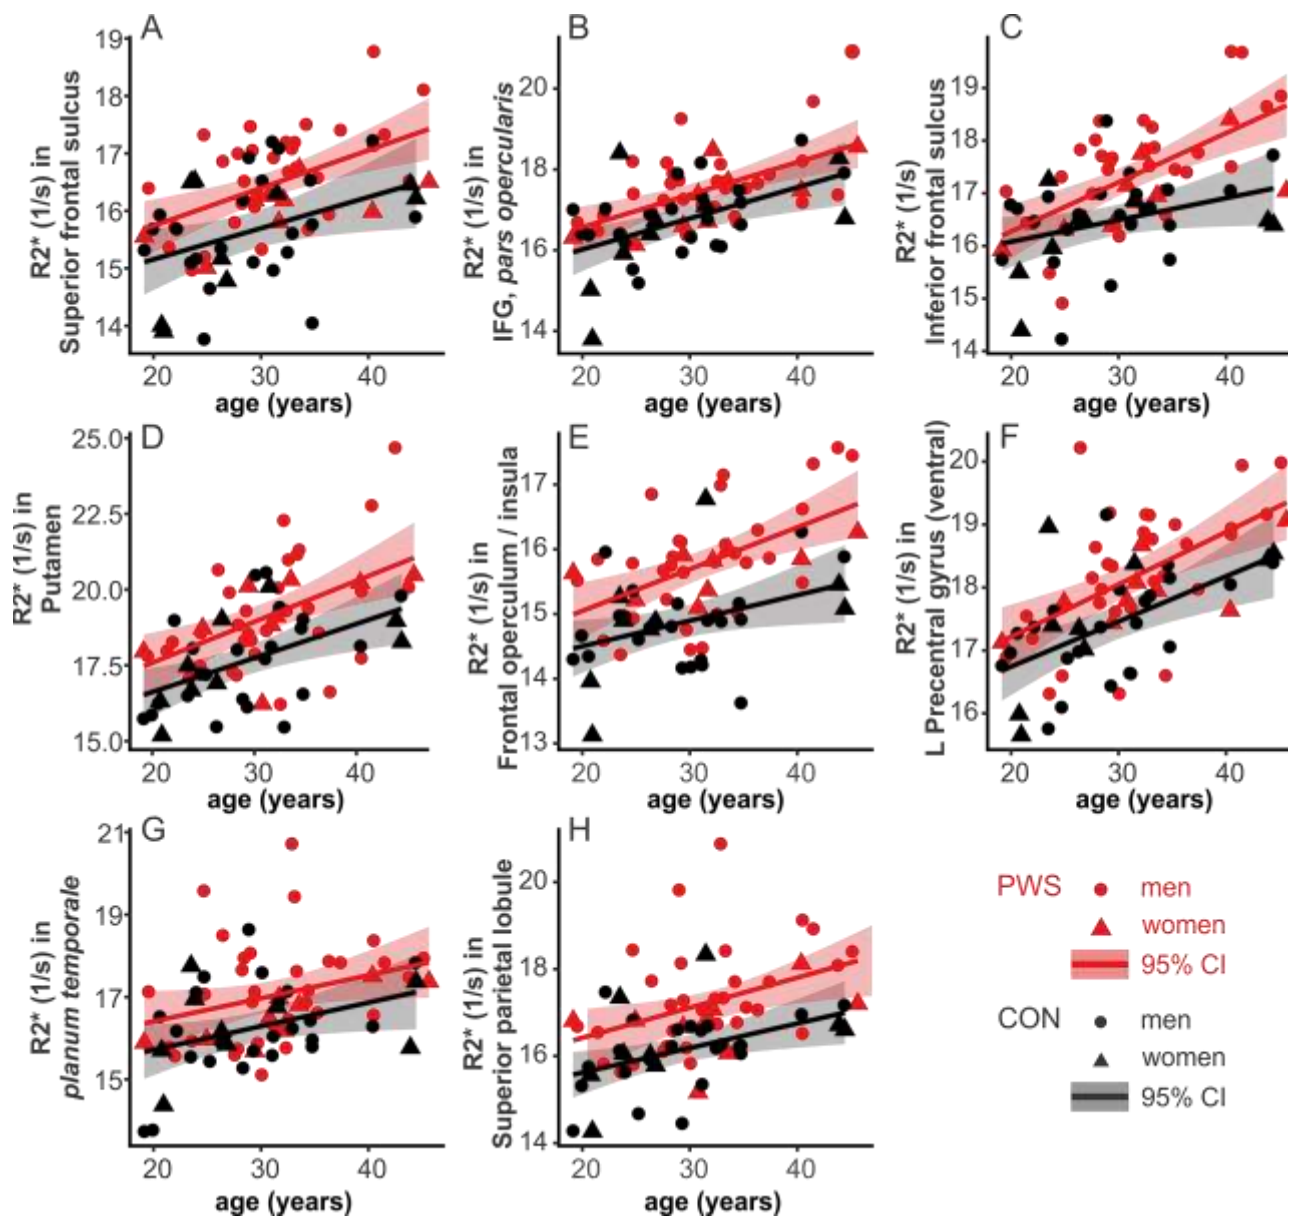 A
R2* (1/s) in
Superior frontal sulcus
19
18
17
16
15
14
20
30
40
age (years)
B
R2* (1/s) in
IFG, pars opercularis
20
18
16
14
20
30
40
age (years)
C
R2* (1/s)
Inferior frontal sulcus
19
18
17
16
15
14
20
30
40
age (years)
D
R2* (1/s) in
Putamen
25.0
22.5
20.0
17.5
15.0
20
30
40
age (years)
E
R2* (1/s) in
Frontal operculum / insula
17
16
15
14
13
20
30
40
age (years)
F
R2* (1/s) in
L Precentral gyrus (ventral)
20
19
18
17
16
20
30
40
age (years)
G
R2* (1/s) in
planum temporale
21
19
17
15
20
30
40
age (years)
H
R2* (1/s) in
Superior parietal lobule
20
18
16
14
20
30
40
age (years)
PWS
men
women
95% CI
CON
men
women
95% CI